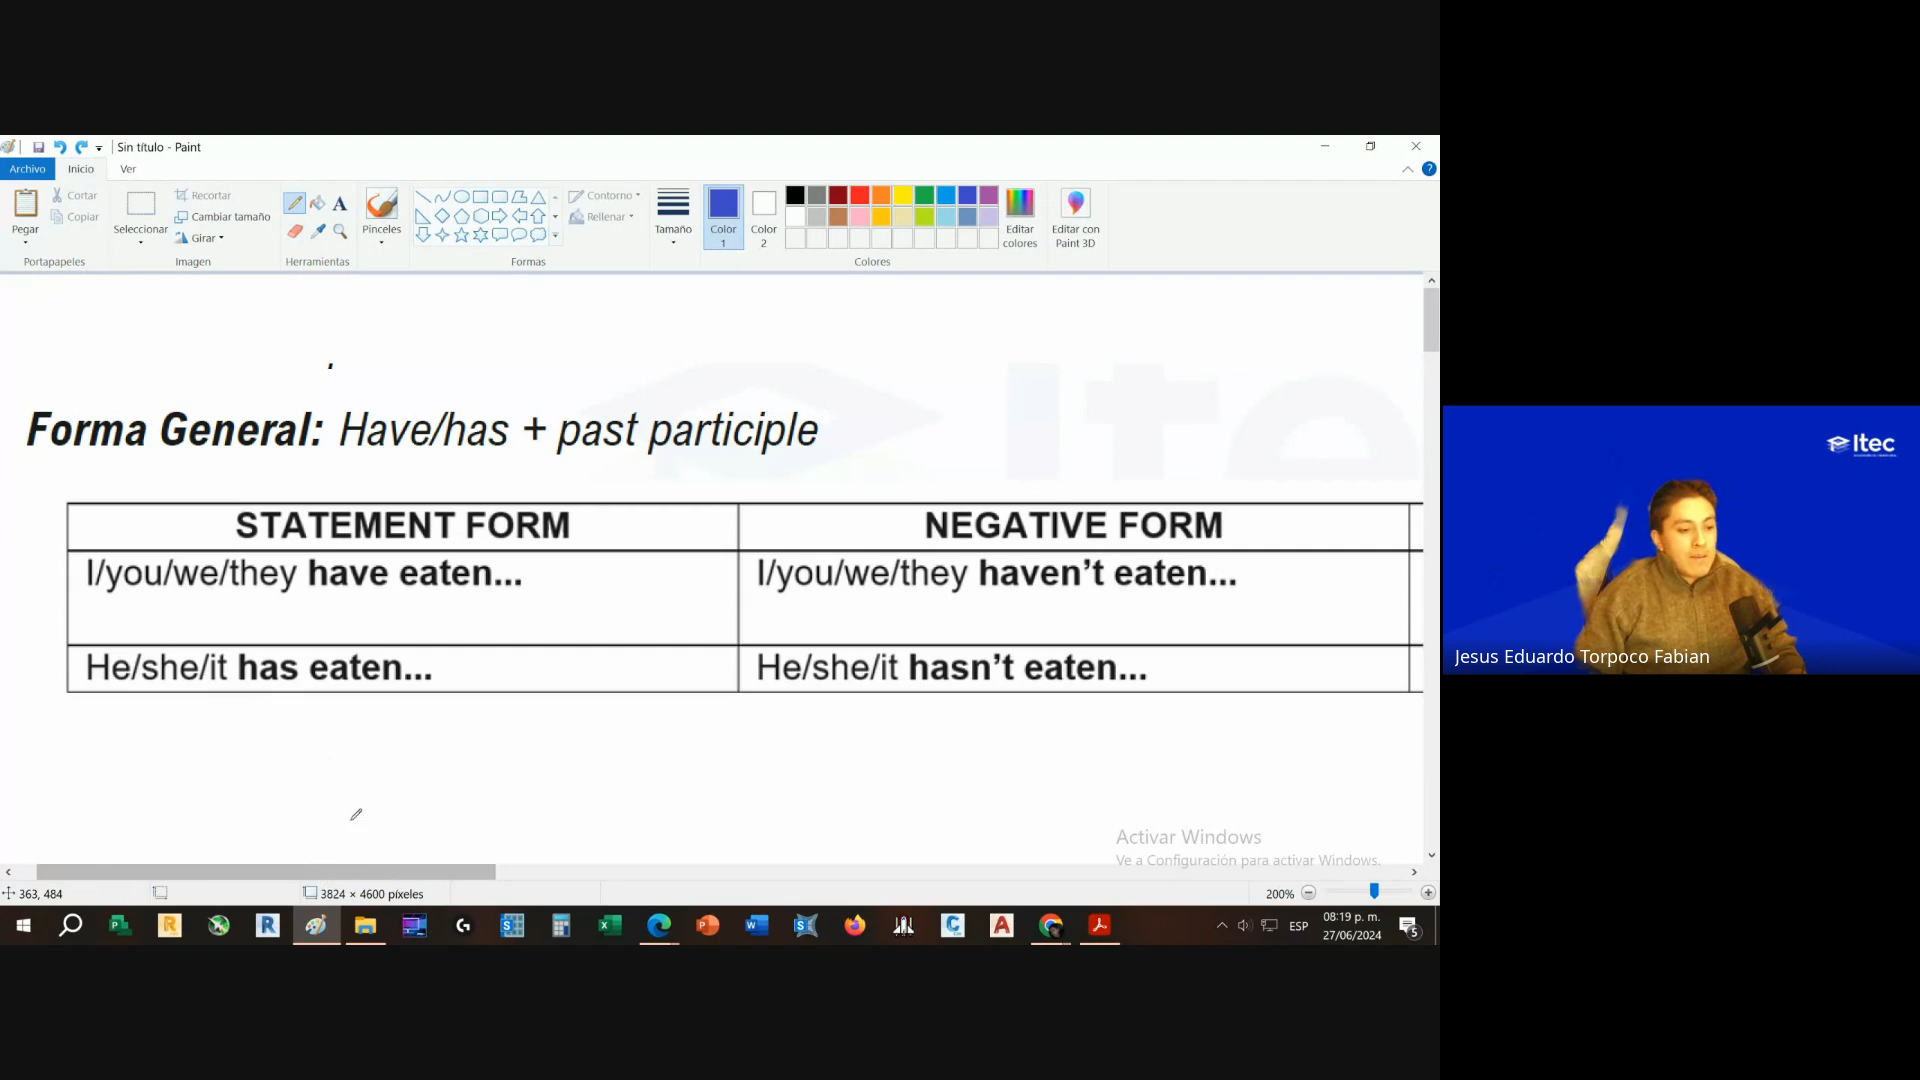 Sin título - Paint
Archivo Inicio Ver
Pegar
Cortar
Copiar
Portapapeles
Seleccionar
Recortar
Cambiar tamaño
Girar
Imagen
A
Herramientas
Pinceles
Formas
Contorno
Rellenar
Tamaño
Color
1
Color
2
Colores
Editar
colores
Editar con
Paint 3D
Ite
Forma General: Have/has + past participle
STATEMENT FORM NEGATIVE FORM
I/you/we/they have eaten... I/you/we/they haven't eaten...
He/she/it has eaten... He/she/it hasn't eaten...
Activar Windows
Ve a Configuración para activar Windows.
363, 484 3824 × 4600 píxeles 200%
ESP
08:19 p. m.
27/06/2024
5
Itec
Jesus Eduardo Torpoco Fabian